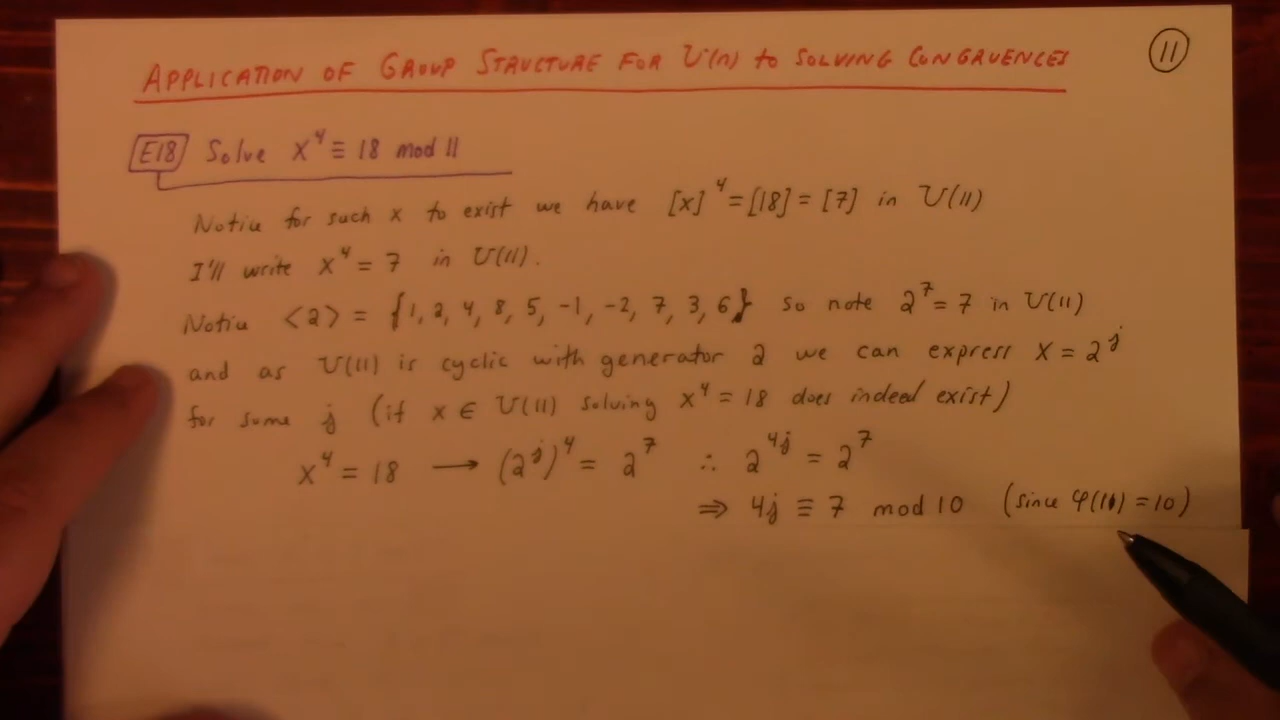 APPLICATION OF GROUP STRUCTURE FOR U(n) to SOLVING CONGRUENCES
11
E18 Solve X⁴ ≡ 18 mod 11
Notice for such x to exist we have [x]⁴ = [18] = [7] in U(11)
I'll write x⁴ = 7 in U(11).
Notice <2> = {1, 2, 4, 8, 5, -1, -2, 7, 3, 6} so note 2⁷ = 7 in U(11)
and as U(11) is cyclic with generator 2 we can express X = 2^j
for some j (if x ∈ U(11) solving x⁴ = 18 does indeed exist)
x⁴ = 18 → (2^j)⁴ = 2⁷ ∴ 2^{4j} = 2⁷
⇒ 4j ≡ 7 mod 10 (since φ(11) = 10)